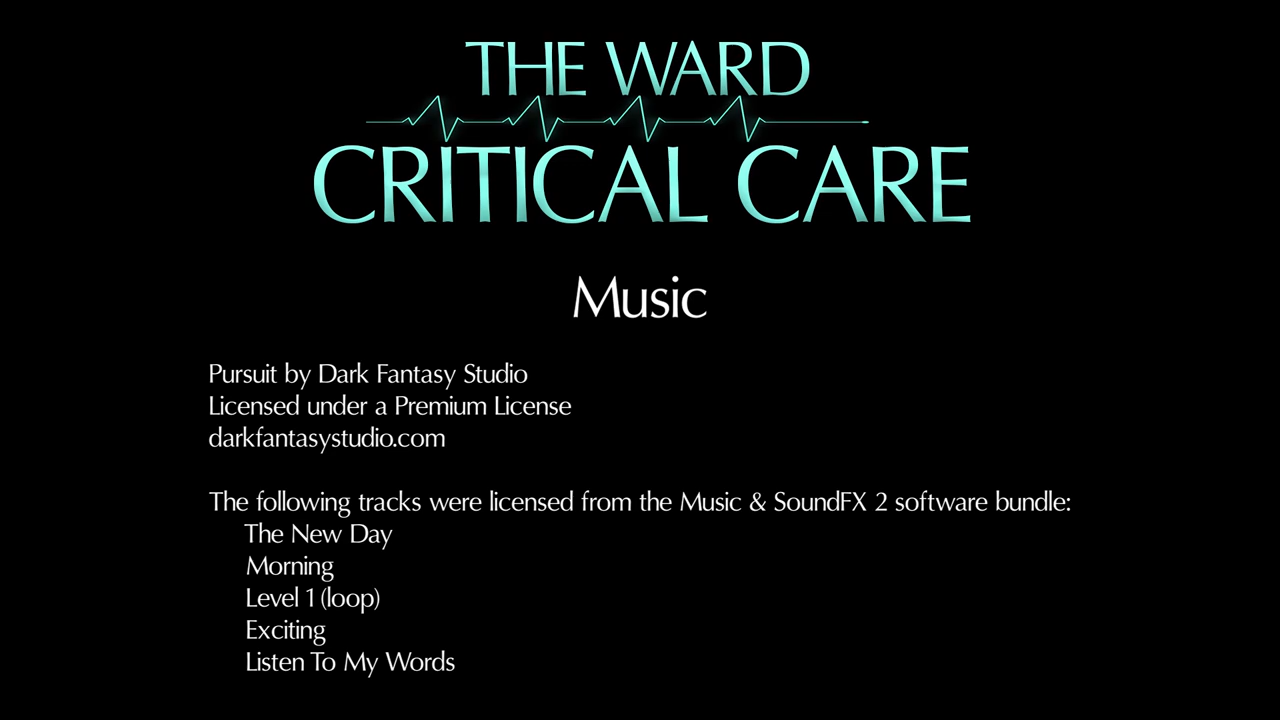 THE WARD
CRITICAL CARE
Music
Pursuit by Dark Fantasy Studio
Licensed under a Premium License
darkfantasystudio.com
The following tracks were licensed from the Music & SoundFX 2 software bundle:
The New Day
Morning
Level 1 (loop)
Exciting
Listen To My Words